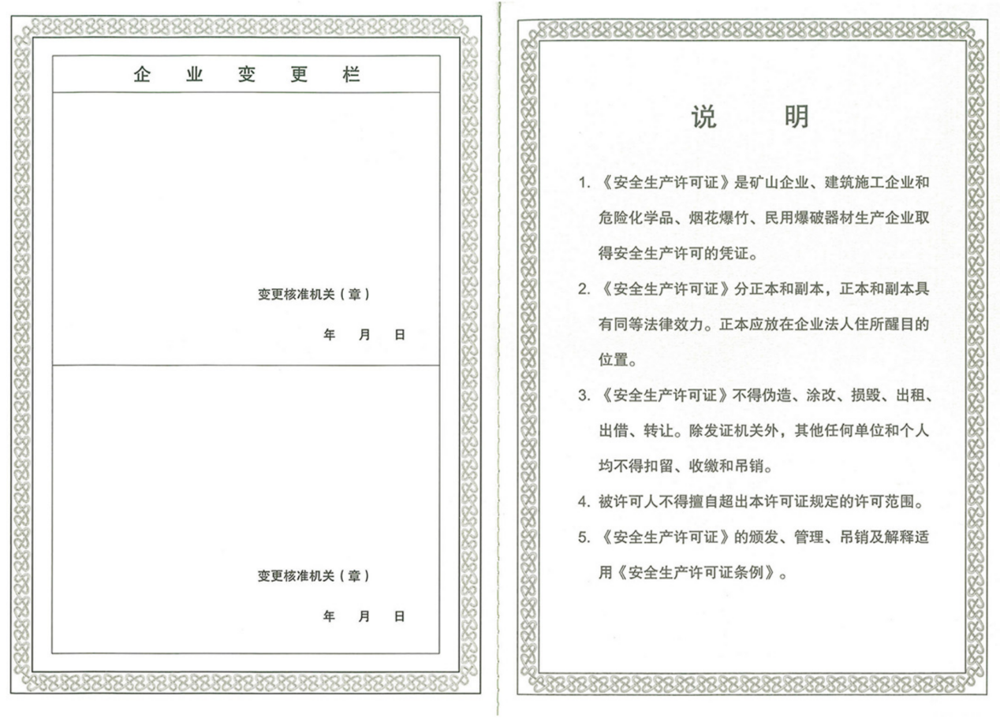 企业变更栏
变更核准机关（章）
年 月 日
变更核准机关（章）
年 月 日
说 明
1. 《安全生产许可证》是矿山企业、建筑施工企业和
危险化学品、烟花爆竹、民用爆破器材生产企业取
得安全生产许可的凭证。
2. 《安全生产许可证》分正本和副本，正本和副本具
有同等法律效力。正本应放在企业法人住所醒目的
位置。
3. 《安全生产许可证》不得伪造、涂改、损毁、出租、
出借、转让。除发证机关外，其他任何单位和个人
均不得扣留、收缴和吊销。
4. 被许可人不得擅自超出本许可证规定的许可范围。
5. 《安全生产许可证》的颁发、管理、吊销及解释适
用《安全生产许可证条例》。